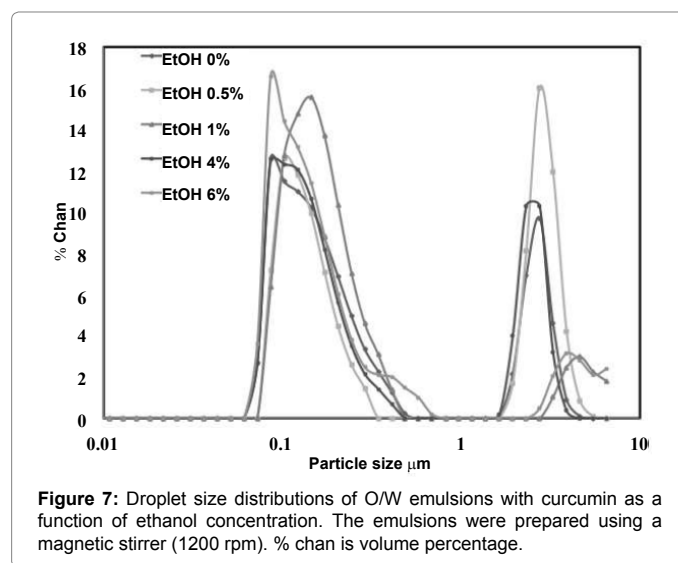 18
16
14
12
10
8
6
4
2
0
% Chan
EtOH 0%
EtOH 0.5%
EtOH 1%
EtOH 4%
EtOH 6%
0.01 0.1 1 10
Particle size μm
Figure 7: Droplet size distributions of O/W emulsions with curcumin as a
function of ethanol concentration. The emulsions were prepared using a
magnetic stirrer (1200 rpm). % chan is volume percentage.